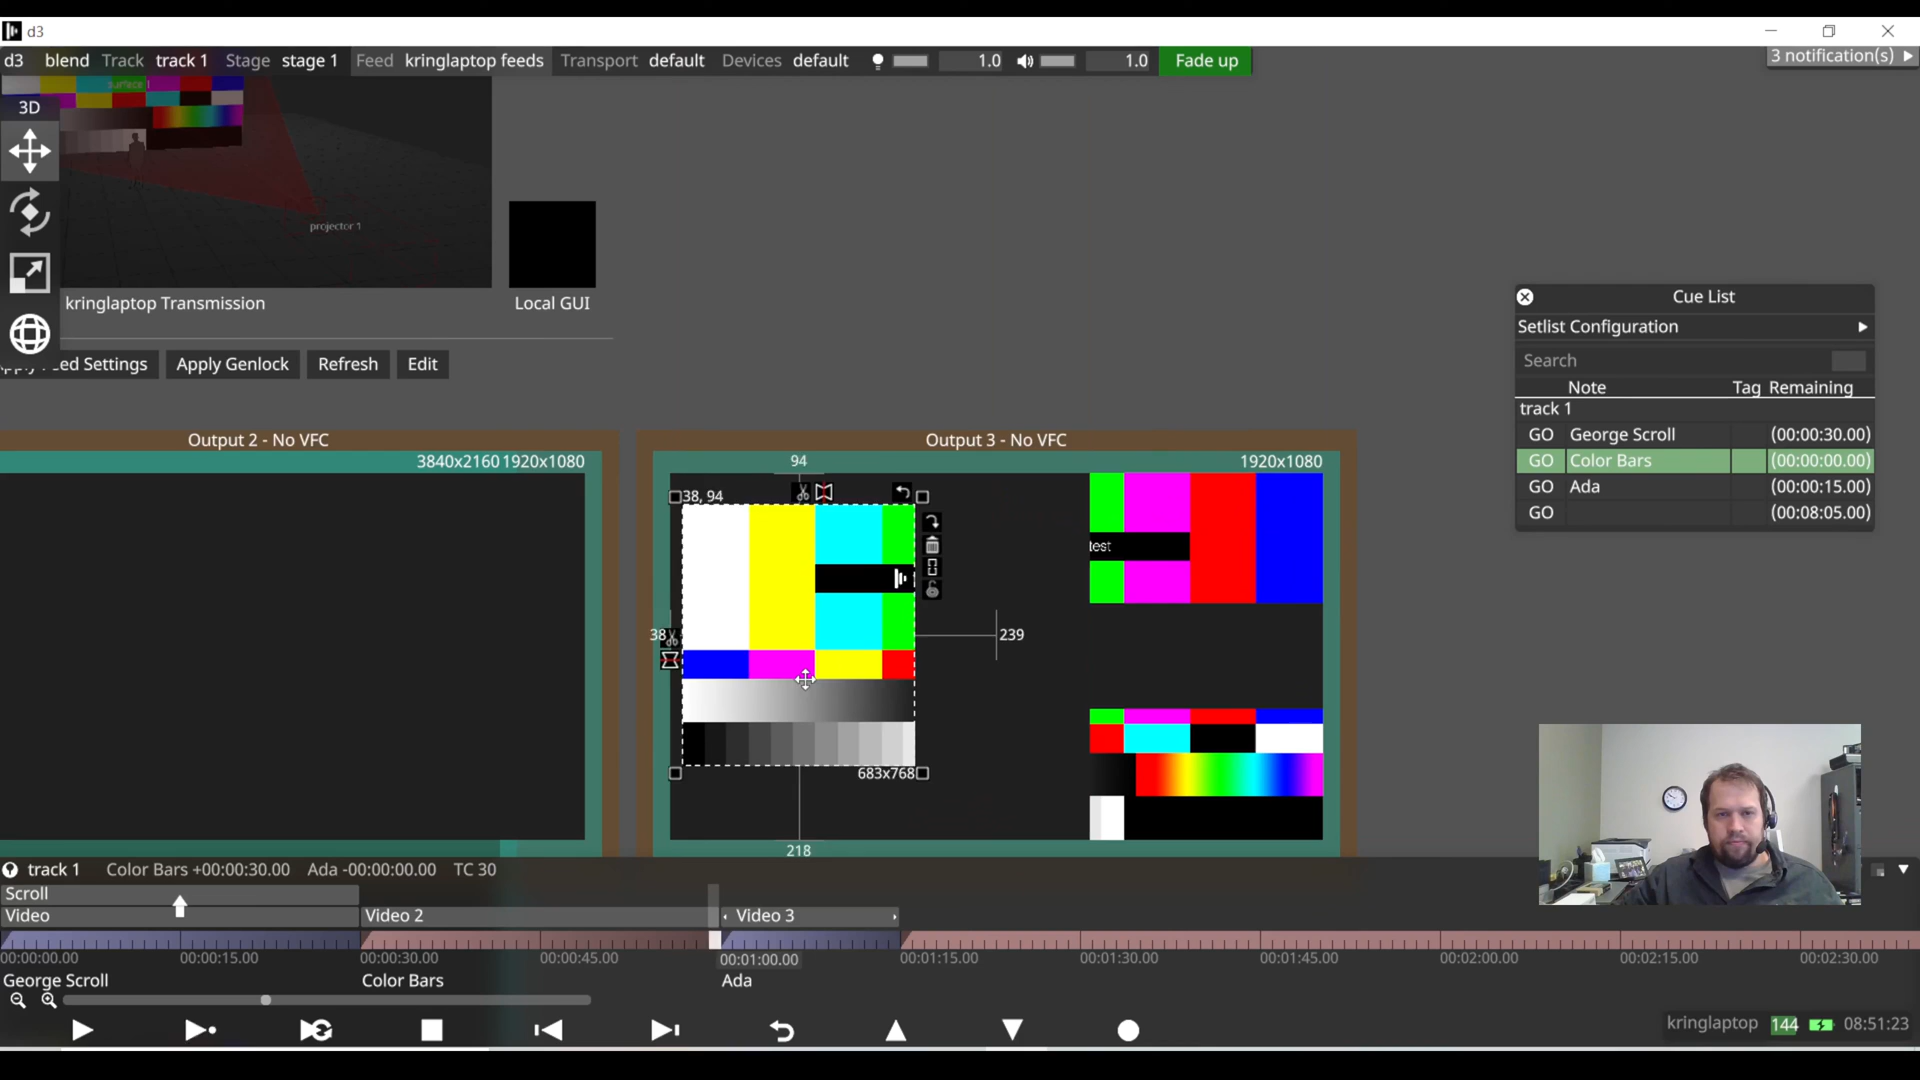 d3
d3 blend Track track 1 Stage stage 1 Feed kringlaptop feeds Transport default Devices default 1.0 1.0 Fade up
3 notification(s)
surface 1
3D
projector 1
kringlaptop Transmission
Local GUI
ed Settings Apply Genlock Refresh Edit
Cue List
Setlist Configuration
Search
Note Tag Remaining
track 1
GO George Scroll (00:00:30.00)
GO Color Bars (00:00:00.00)
GO Ada (00:00:15.00)
GO (00:08:05.00)
Output 2 - No VFC
3840x2160 1920x1080
Output 3 - No VFC
94
1920x1080
38, 94
test
38
239
683x768
218
track 1 Color Bars +00:00:30.00 Ada -00:00:00.00 TC 30
Scroll
Video
Video 2
Video 3
00:00:00.00 00:00:15.00 00:00:30.00 00:00:45.00 00:01:00.00 00:01:15.00 00:01:30.00 00:01:45.00 00:02:00.00 00:02:15.00 00:02:30.00
George Scroll Color Bars Ada
kringlaptop 144 08:51:23